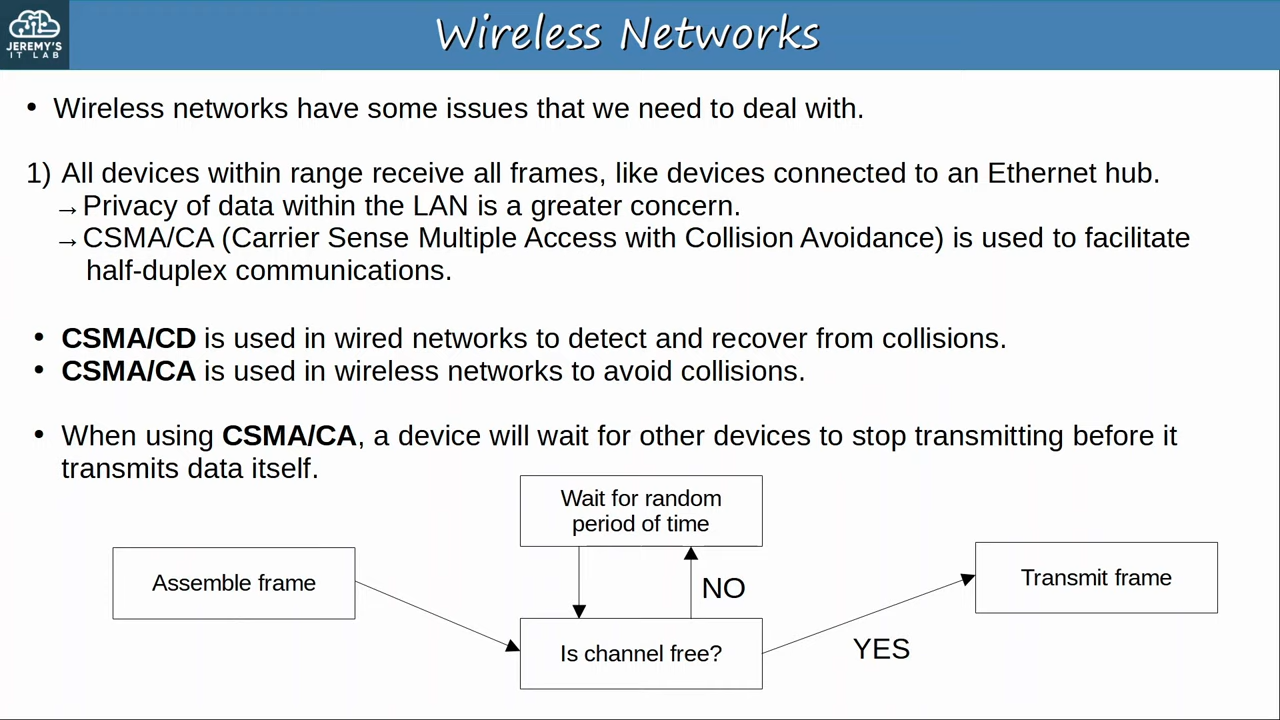 JEREMY'S
IT LAB
Wireless Networks
• Wireless networks have some issues that we need to deal with.
1) All devices within range receive all frames, like devices connected to an Ethernet hub.
→Privacy of data within the LAN is a greater concern.
→CSMA/CA (Carrier Sense Multiple Access with Collision Avoidance) is used to facilitate
half-duplex communications.
• CSMA/CD is used in wired networks to detect and recover from collisions.
• CSMA/CA is used in wireless networks to avoid collisions.
• When using CSMA/CA, a device will wait for other devices to stop transmitting before it
transmits data itself.
Wait for random
period of time
Assemble frame
NO
Transmit frame
Is channel free?
YES